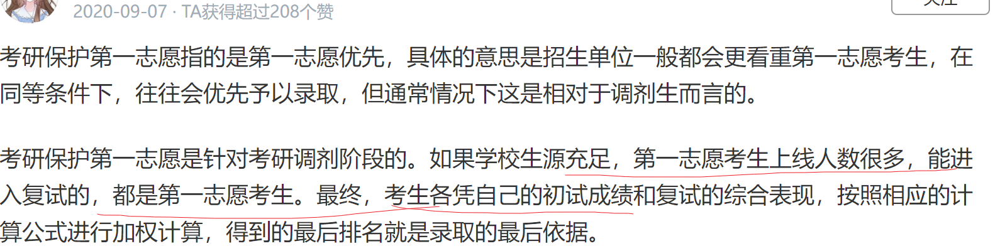 2020-09-07 · TA获得超过208个赞
关注
考研保护第一志愿指的是第一志愿优先，具体的意思是招生单位一般都会更看重第一志愿考生，在
同等条件下，往往会优先予以录取，但通常情况下这是相对于调剂生而言的。
考研保护第一志愿是针对考研调剂阶段的。如果学校生源充足，第一志愿考生上线人数很多，能进
入复试的，都是第一志愿考生。最终，考生各凭自己的初试成绩和复试的综合表现，按照相应的计
算公式进行加权计算，得到的最后排名就是录取的最后依据。